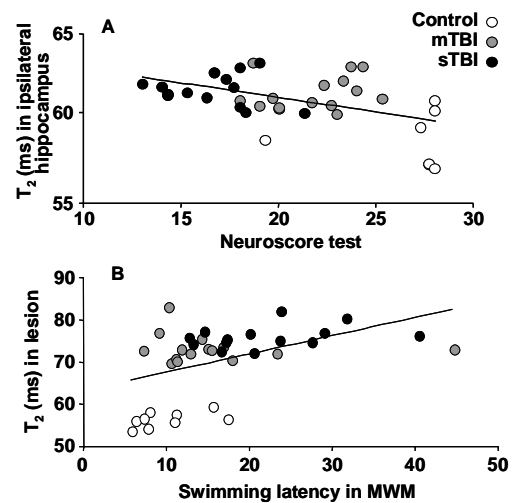 A
Control
mTBI
sTBI
65
60
55
T2 (ms) in ipsilateral
hippocampus
10
15
20
25
30
Neuroscore test
B
90
80
70
60
50
T2 (ms) in lesion
0
10
20
30
40
50
Swimming latency in MWM